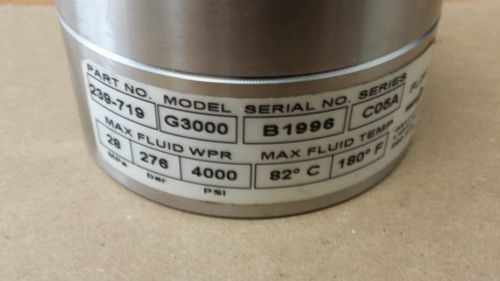 PART NO. MODEL SERIAL NO. SERIES
239-719 G3000 B1996 C05A
MAX FLUID WPR MAX FLUID TEMP
28 276 4000 82° C 180° F
MPa bar PSI